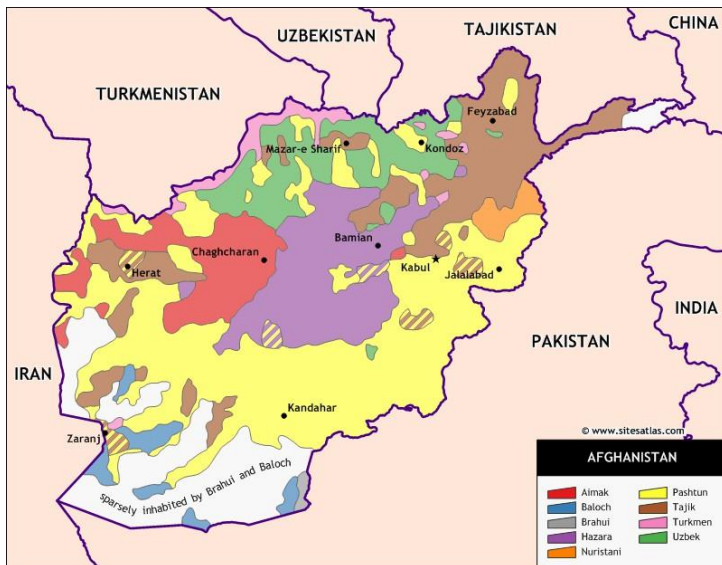 CHINA
TAJIKISTAN
UZBEKISTAN
TURKMENISTAN
Feyzabad
Mazar-e Sharif
Kondoz
Bamian
Chaghcharan
Kabul
Herat
Jalalabad
INDIA
PAKISTAN
IRAN
Kandahar
Zaranj
© www.sitesatlas.com
sparsely inhabited by Brahui and Baloch
AFGHANISTAN
Aimak
Baloch
Brahui
Hazara
Nuristani
Pashtun
Tajik
Turkmen
Uzbek